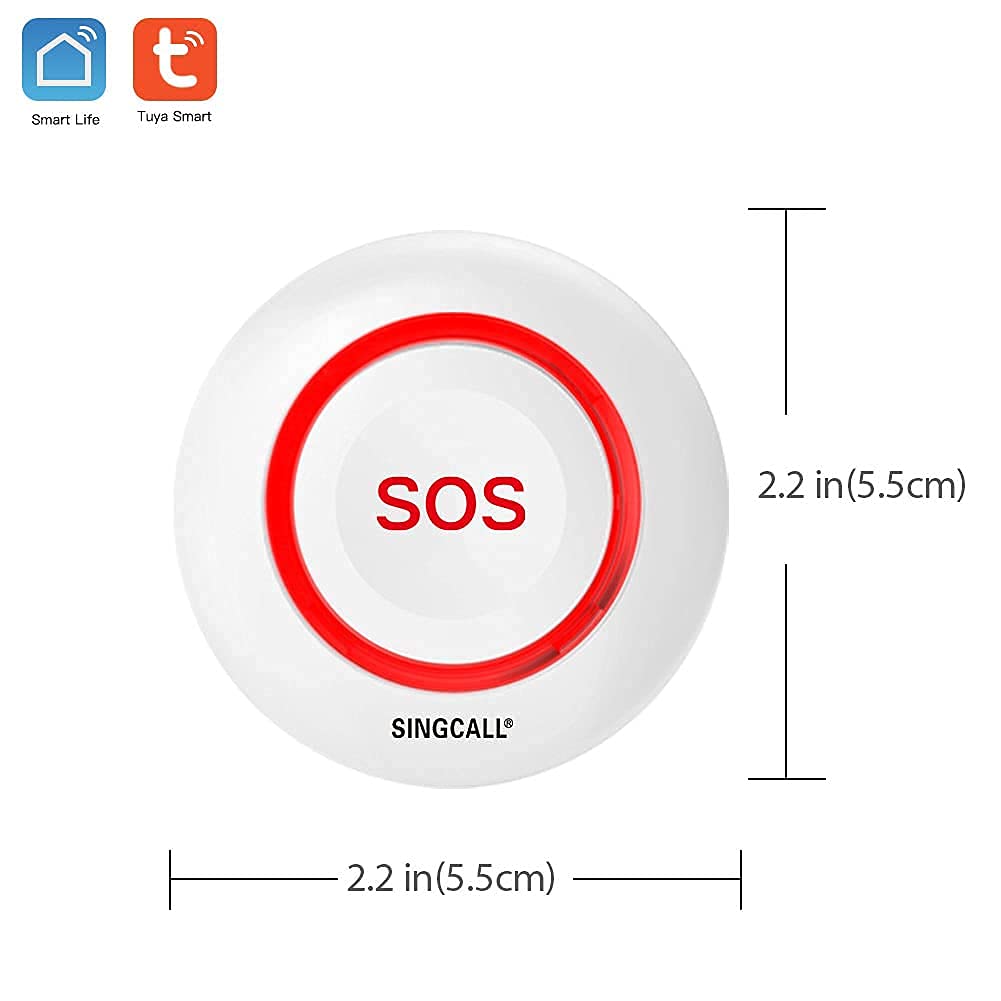 Smart Life
Tuya Smart
SOS
2.2 in(5.5cm)
SINGCALL®
2.2 in(5.5cm)